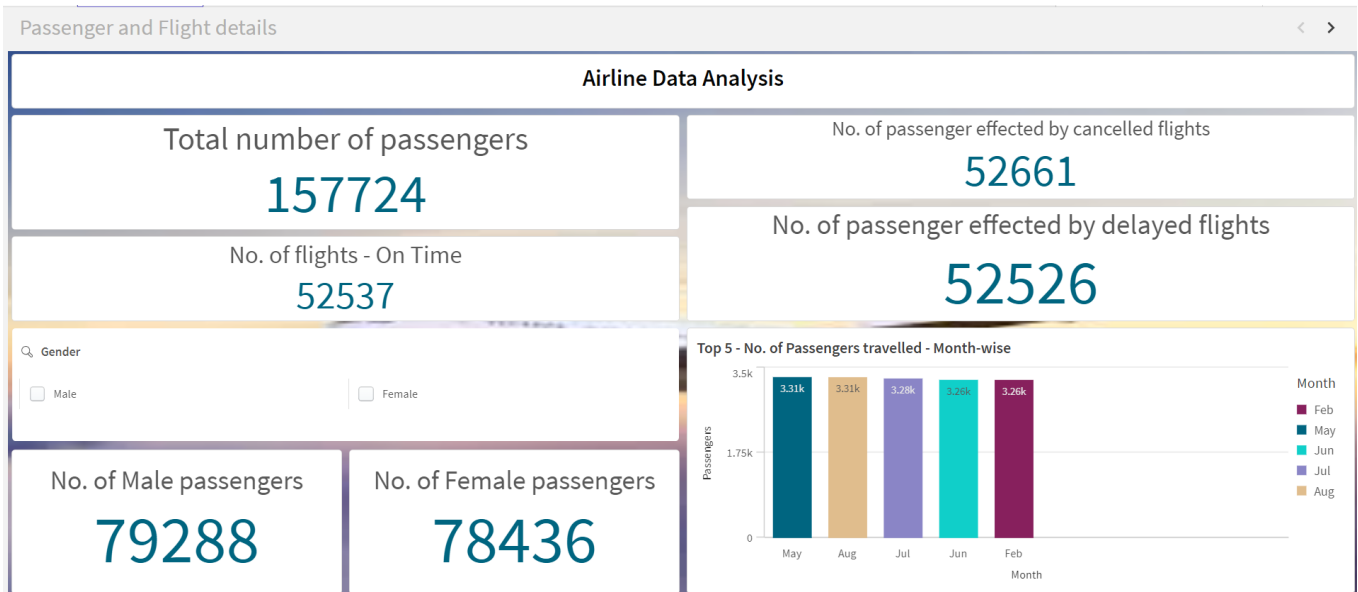 Passenger and Flight details
Airline Data Analysis
Total number of passengers
157724
No. of passenger effected by cancelled flights
52661
No. of flights - On Time
52537
No. of passenger effected by delayed flights
52526
Gender
Male
Female
No. of Male passengers
79288
No. of Female passengers
78436
Top 5 - No. of Passengers travelled - Month-wise
Passengers
3.5k
1.75k
0
3.31k
3.31k
3.28k
3.26k
3.26k
May
Aug
Jul
Jun
Feb
Month
Month
Feb
May
Jun
Jul
Aug